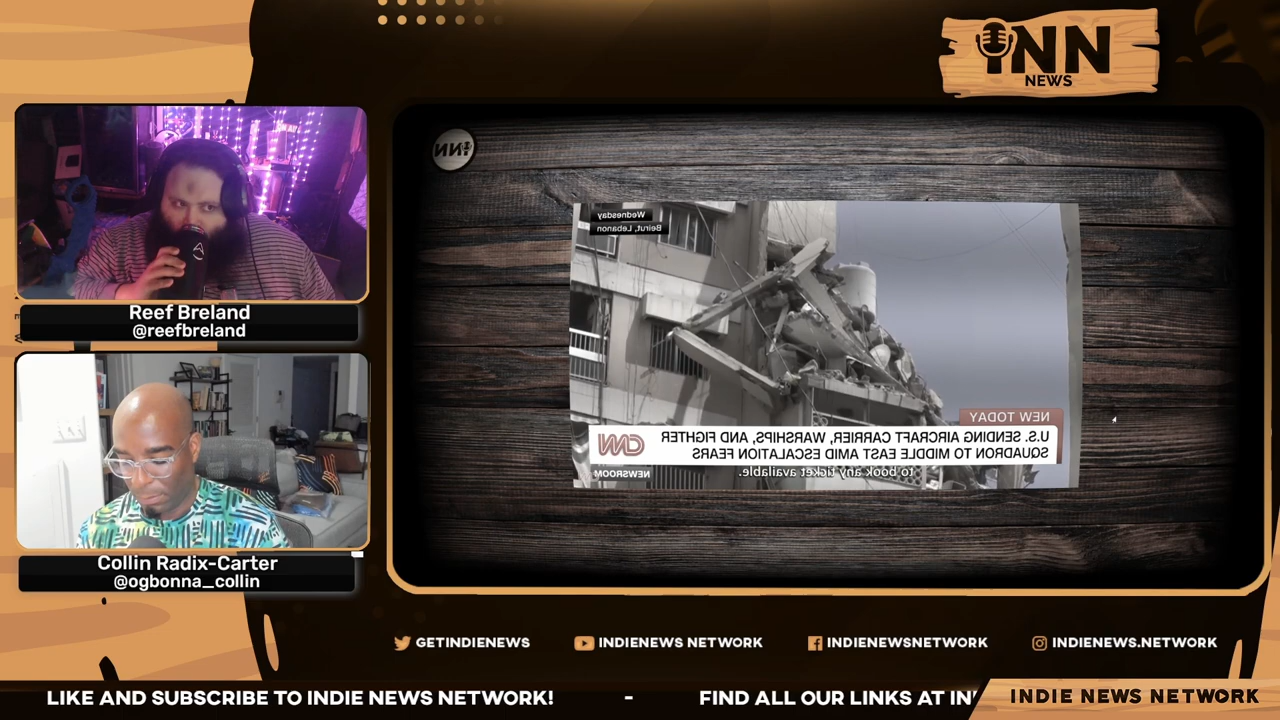 INN
NEWS
INN
Reef Breland
@reefbreland
Wednesday
Beirut, Lebanon
NEW TODAY
U.S. SENDING AIRCRAFT CARRIER, WARSHIPS, AND FIGHTER
SQUADRON TO MIDDLE EAST AMID ESCALATION FEARS
CNN
to book any ticket available.
NEWSROOM
Collin Radix-Carter
@ogbonna_collin
GETINDIENEWS
INDIENEWS NETWORK
INDIENEWSNETWORK
INDIENEWS.NETWORK
LIKE AND SUBSCRIBE TO INDIE NEWS NETWORK! - FIND ALL OUR LINKS AT
INDIE NEWS NETWORK